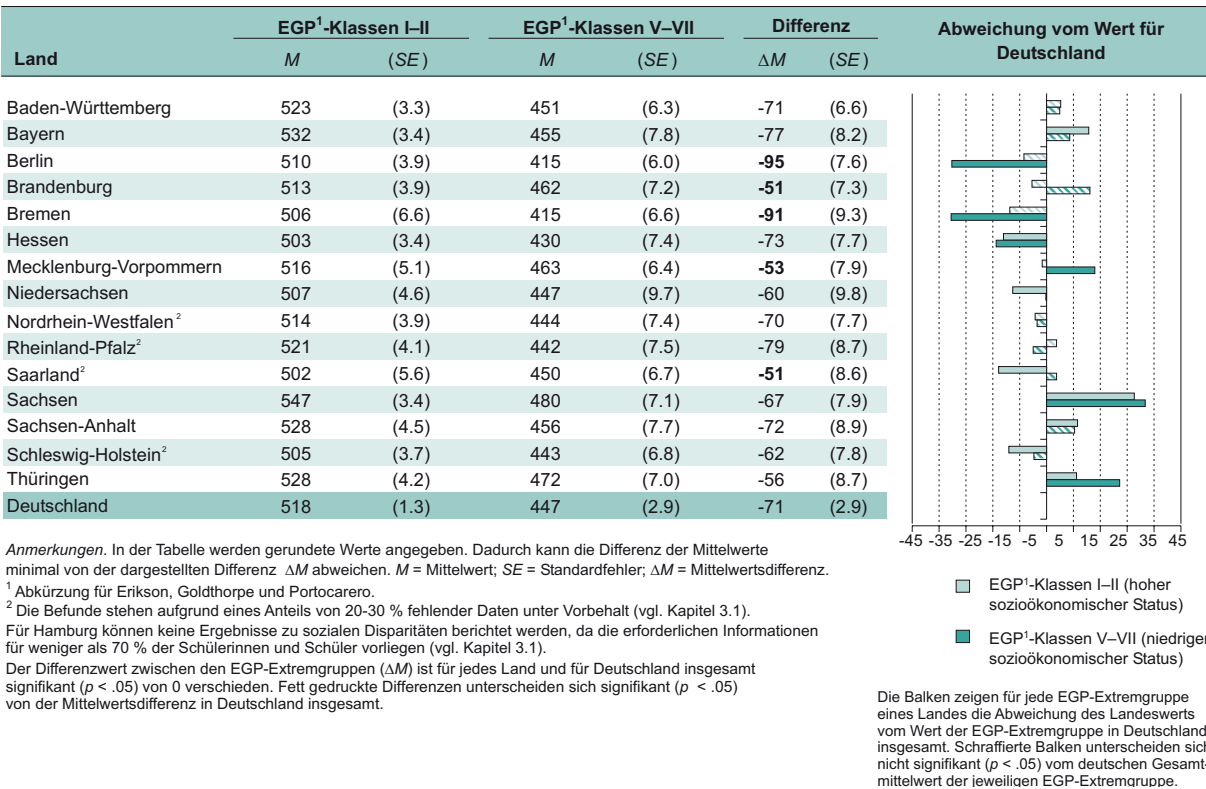 EGP¹-Klassen I–II EGP¹-Klassen V–VII Differenz Abweichung vom Wert für Deutschland
Land M (SE) M (SE) ΔM (SE)
Baden-Württemberg 523 (3.3) 451 (6.3) -71 (6.6)
Bayern 532 (3.4) 455 (7.8) -77 (8.2)
Berlin 510 (3.9) 415 (6.0) -95 (7.6)
Brandenburg 513 (3.9) 462 (7.2) -51 (7.3)
Bremen 506 (6.6) 415 (6.6) -91 (9.3)
Hessen 503 (3.4) 430 (7.4) -73 (7.7)
Mecklenburg-Vorpommern 516 (5.1) 463 (6.4) -53 (7.9)
Niedersachsen 507 (4.6) 447 (9.7) -60 (9.8)
Nordrhein-Westfalen² 514 (3.9) 444 (7.4) -70 (7.7)
Rheinland-Pfalz² 521 (4.1) 442 (7.5) -79 (8.7)
Saarland² 502 (5.6) 450 (6.7) -51 (8.6)
Sachsen 547 (3.4) 480 (7.1) -67 (7.9)
Sachsen-Anhalt 528 (4.5) 456 (7.7) -72 (8.9)
Schleswig-Holstein² 505 (3.7) 443 (6.8) -62 (7.8)
Thüringen 528 (4.2) 472 (7.0) -56 (8.7)
Deutschland 518 (1.3) 447 (2.9) -71 (2.9)
-45 -35 -25 -15 -5 5 15 25 35 45
Anmerkungen. In der Tabelle werden gerundete Werte angegeben. Dadurch kann die Differenz der Mittelwerte
minimal von der dargestellten Differenz ΔM abweichen. M = Mittelwert; SE = Standardfehler; ΔM = Mittelwertsdifferenz.
¹ Abkürzung für Erikson, Goldthorpe und Portocarero.
² Die Befunde stehen aufgrund eines Anteils von 20-30 % fehlender Daten unter Vorbehalt (vgl. Kapitel 3.1).
Für Hamburg können keine Ergebnisse zu sozialen Disparitäten berichtet werden, da die erforderlichen Informationen
für weniger als 70 % der Schülerinnen und Schüler vorliegen (vgl. Kapitel 3.1).
Der Differenzwert zwischen den EGP-Extremgruppen (ΔM) ist für jedes Land und für Deutschland insgesamt
signifikant (p < .05) von 0 verschieden. Fett gedruckte Differenzen unterscheiden sich signifikant (p < .05)
von der Mittelwertsdifferenz in Deutschland insgesamt.
EGP¹-Klassen I–II (hoher
sozioökonomischer Status)
EGP¹-Klassen V–VII (niedriger
sozioökonomischer Status)
Die Balken zeigen für jede EGP-Extremgruppe
eines Landes die Abweichung des Landeswerts
vom Wert der EGP-Extremgruppe in Deutschland
insgesamt. Schraffierte Balken unterscheiden sich
nicht signifikant (p < .05) vom deutschen Gesamt-
mittelwert der jeweiligen EGP-Extremgruppe.